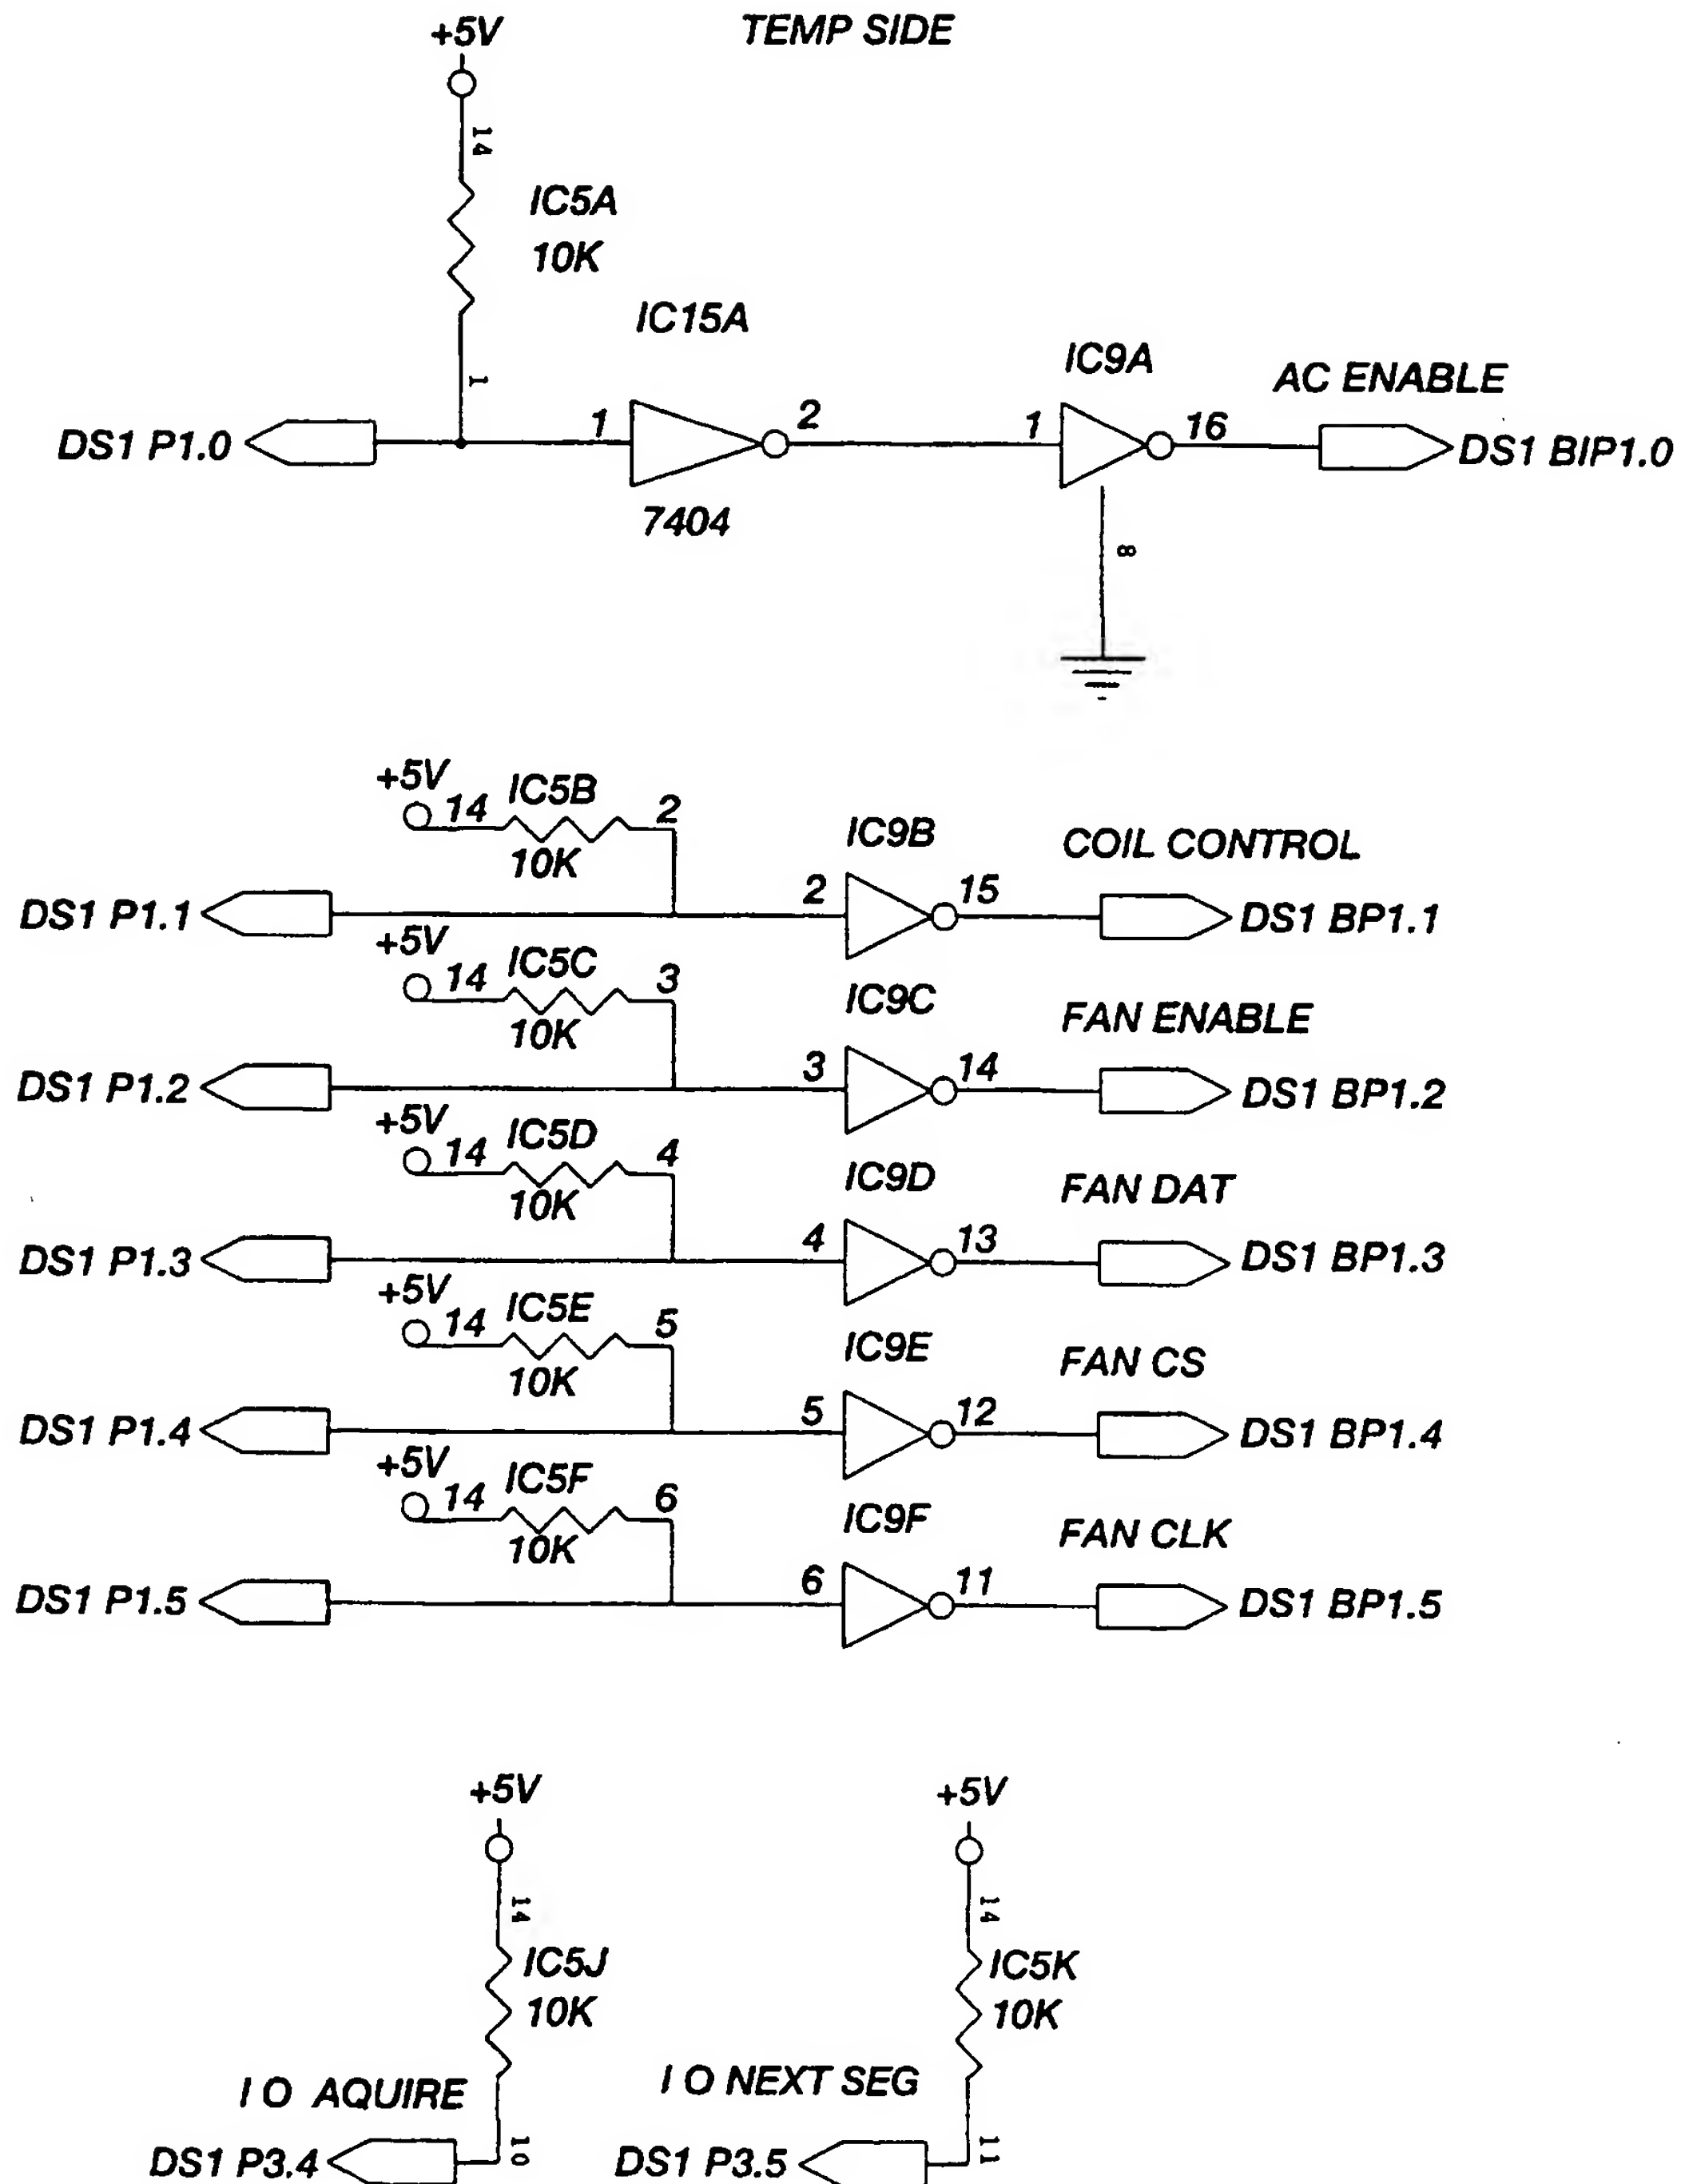 +5V
TEMP SIDE
14
IC5A
10K
IC15A
1
IC9A
AC ENABLE
DS1 P1.0
1
2
1
16
DS1 BIP1.0
7404
8
+5V
14
IC5B
2
10K
IC9B
COIL CONTROL
DS1 P1.1
2
15
DS1 BP1.1
+5V
14
IC5C
3
10K
IC9C
FAN ENABLE
DS1 P1.2
3
14
DS1 BP1.2
+5V
14
IC5D
4
10K
IC9D
FAN DAT
DS1 P1.3
4
13
DS1 BP1.3
+5V
14
IC5E
5
10K
IC9E
FAN CS
DS1 P1.4
5
12
DS1 BP1.4
+5V
14
IC5F
6
10K
IC9F
FAN CLK
DS1 P1.5
6
11
DS1 BP1.5
+5V
+5V
14
14
IC5J
10K
IC5K
10K
I O AQUIRE
I O NEXT SEG
DS1 P3.4
10
DS1 P3.5
11